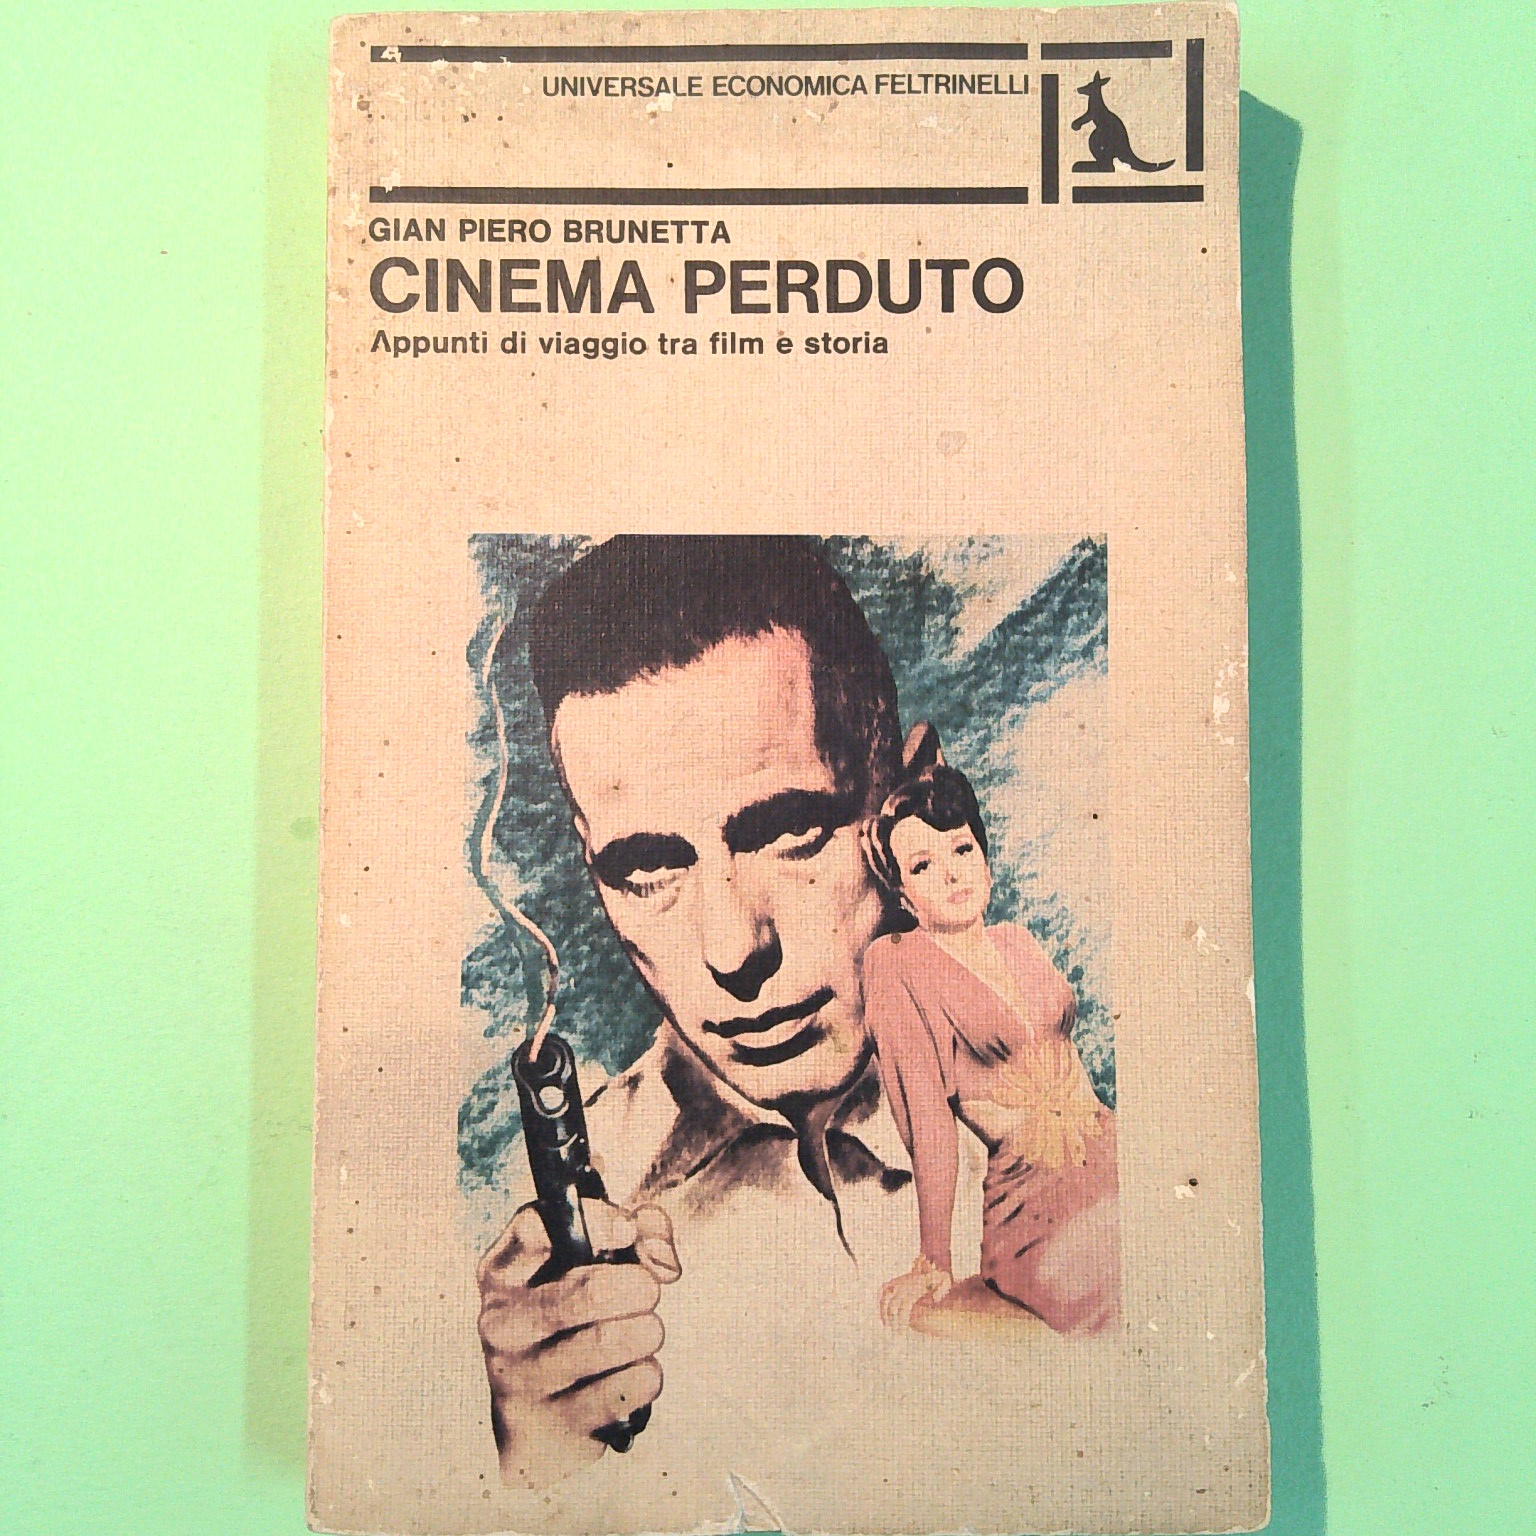 UNIVERSALE ECONOMICA FELTRINELLI
GIAN PIERO BRUNETTA
CINEMA PERDUTO
Appunti di viaggio tra film e storia